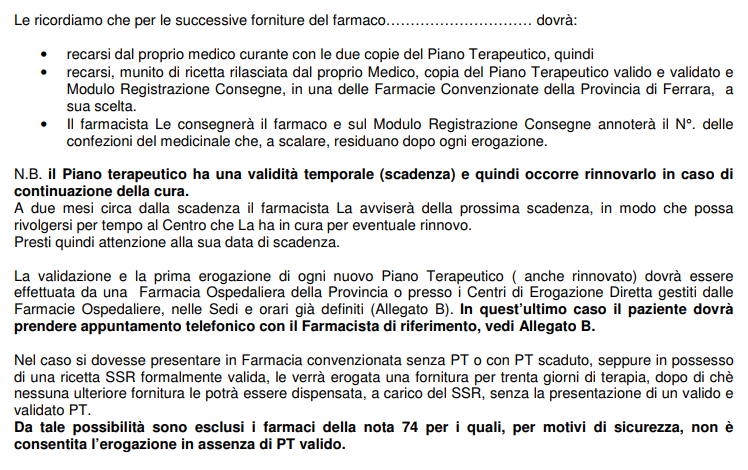 Le ricordiamo che per le successive forniture del farmaco………………………… dovrà:
• recarsi dal proprio medico curante con le due copie del Piano Terapeutico, quindi
• recarsi, munito di ricetta rilasciata dal proprio Medico, copia del Piano Terapeutico valido e validato e
Modulo Registrazione Consegne, in una delle Farmacie Convenzionate della Provincia di Ferrara, a
sua scelta.
• Il farmacista Le consegnerà il farmaco e sul Modulo Registrazione Consegne annoterà il N°. delle
confezioni del medicinale che, a scalare, residuano dopo ogni erogazione.
N.B. il Piano terapeutico ha una validità temporale (scadenza) e quindi occorre rinnovarlo in caso di
continuazione della cura.
A due mesi circa dalla scadenza il farmacista La avviserà della prossima scadenza, in modo che possa
rivolgersi per tempo al Centro che La ha in cura per eventuale rinnovo.
Presti quindi attenzione alla sua data di scadenza.
La validazione e la prima erogazione di ogni nuovo Piano Terapeutico ( anche rinnovato) dovrà essere
effettuata da una Farmacia Ospedaliera della Provincia o presso i Centri di Erogazione Diretta gestiti dalle
Farmacie Ospedaliere, nelle Sedi e orari già definiti (Allegato B). In quest'ultimo caso il paziente dovrà
prendere appuntamento telefonico con il Farmacista di riferimento, vedi Allegato B.
Nel caso si dovesse presentare in Farmacia convenzionata senza PT o con PT scaduto, seppure in possesso
di una ricetta SSR formalmente valida, le verrà erogata una fornitura per trenta giorni di terapia, dopo di chè
nessuna ulteriore fornitura le potrà essere dispensata, a carico del SSR, senza la presentazione di un valido e
validato PT.
Da tale possibilità sono esclusi i farmaci della nota 74 per i quali, per motivi di sicurezza, non è
consentita l'erogazione in assenza di PT valido.